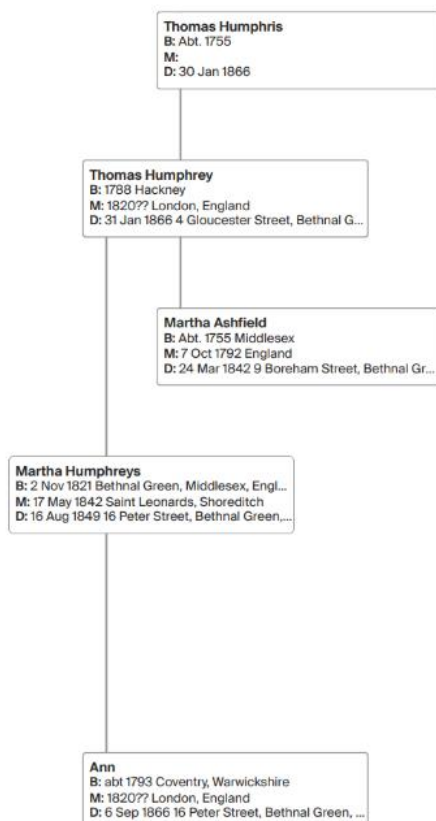 Thomas Humphris
B: Abt. 1755
M:
D: 30 Jan 1866
Thomas Humphrey
B: 1788 Hackney
M: 1820?? London, England
D: 31 Jan 1866 4 Gloucester Street, Bethnal G...
Martha Ashfield
B: Abt. 1755 Middlesex
M: 7 Oct 1792 England
D: 24 Mar 1842 9 Boreham Street, Bethnal Gr...
Martha Humphreys
B: 2 Nov 1821 Bethnal Green, Middlesex, Engl...
M: 17 May 1842 Saint Leonards, Shoreditch
D: 16 Aug 1849 16 Peter Street, Bethnal Green,...
Ann
B: abt 1793 Coventry, Warwickshire
M: 1820?? London, England
D: 6 Sep 1866 16 Peter Street, Bethnal Green, ...